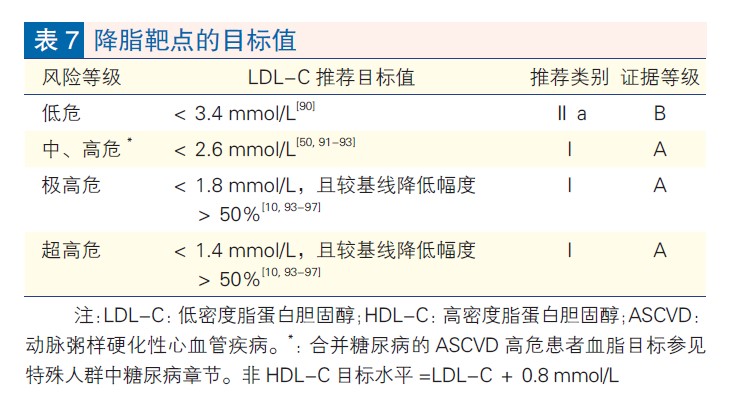 表 7 降脂靶点的目标值
风险等级 LDL-C 推荐目标值 推荐类别 证据等级
低危 < 3.4 mmol/L[90] Ⅱ a B
中、高危 * < 2.6 mmol/L[50, 91-93] Ⅰ A
极高危 < 1.8 mmol/L，且较基线降低幅度 Ⅰ A
> 50%[10, 93-97]
超高危 < 1.4 mmol/L，且较基线降低幅度 Ⅰ A
> 50%[10, 93-97]
注:LDL-C: 低密度脂蛋白胆固醇;HDL-C: 高密度脂蛋白胆固醇;ASCVD:
动脉粥样硬化性心血管疾病。*: 合并糖尿病的 ASCVD 高危患者血脂目标参见
特殊人群中糖尿病章节。非 HDL-C 目标水平 =LDL-C + 0.8 mmol/L